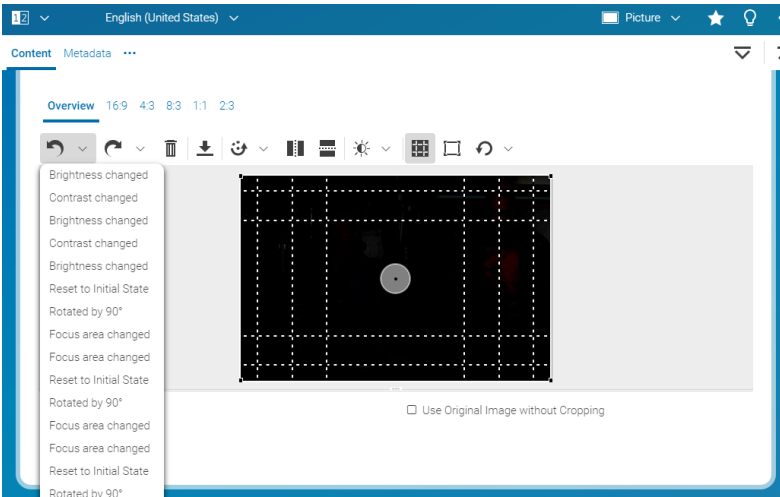 12 English (United States) Picture
Content Metadata •••
Overview 16:9 4:3 8:3 1:1 2:3
Brightness changed
Contrast changed
Brightness changed
Contrast changed
Brightness changed
Reset to Initial State
Rotated by 90°
Focus area changed
Focus area changed
Reset to Initial State
Rotated by 90°
Use Original Image without Cropping
Focus area changed
Focus area changed
Reset to Initial State
Rotated by 90°